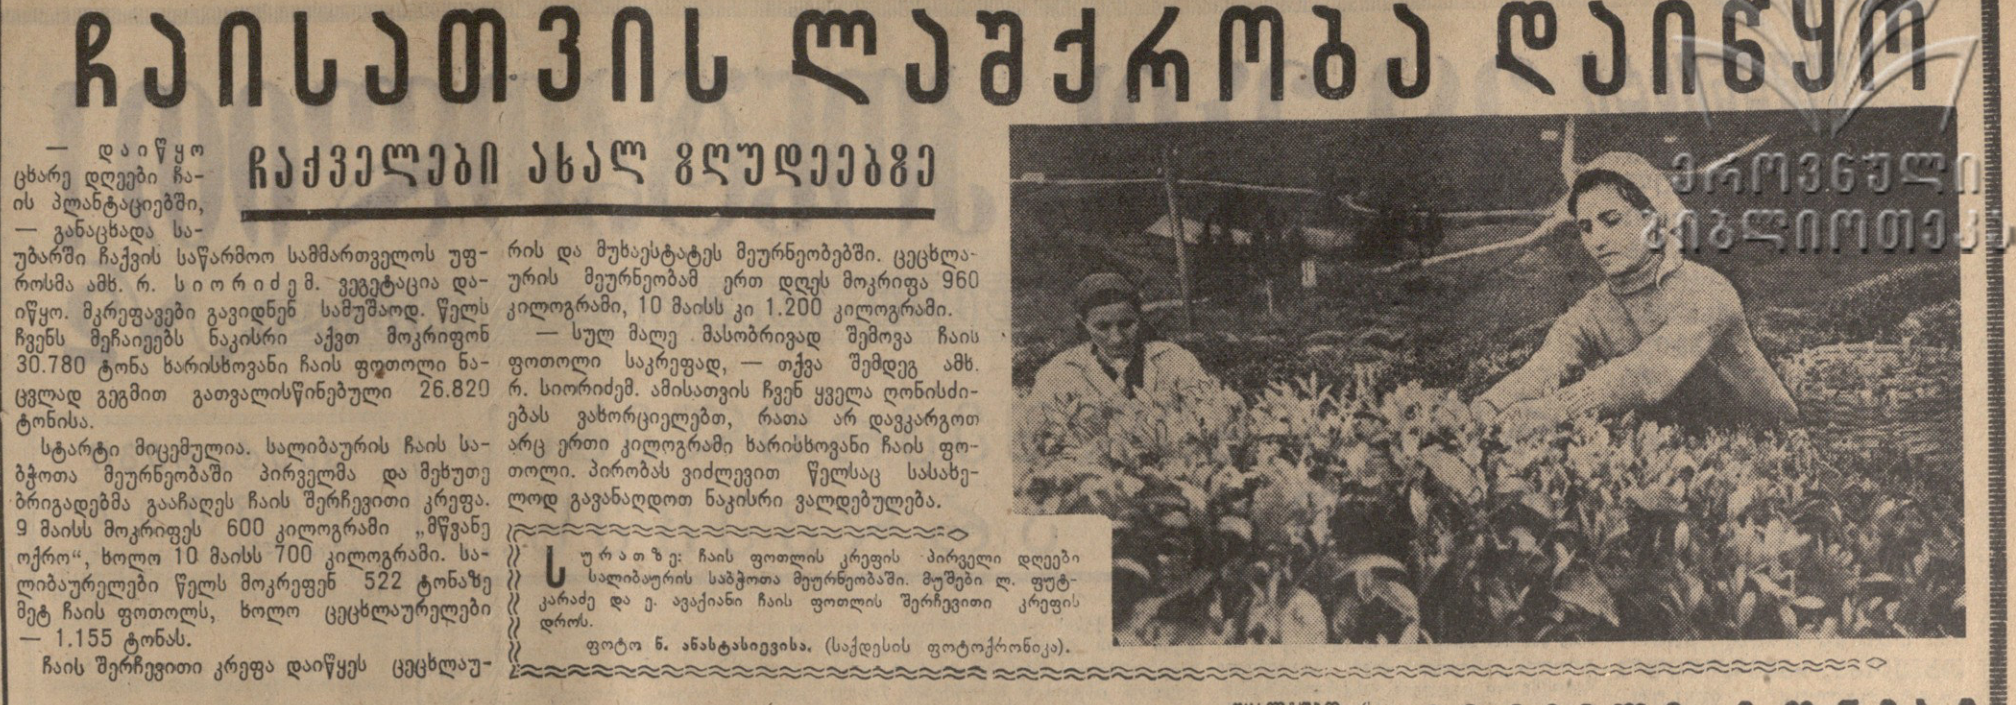 ჩაისათვის ლაშქრობა დაიწყო
ჩაქველები ახალ ზღუდეებზე
— დაიწყო
ცხარე დღეები ჩა-
ის პლანტაციებში,
— განაცხადა სა-
უბარში ჩაქვის საწარმოო სამმართველოს უფ-
როსმა ამხ. რ. სიორიძემ. ვეგეტაცია და-
იწყო. მკრეფავები გავიდნენ სამუშაოდ. წელს
ჩვენს მეჩაიეებს ნაკისრი აქვთ მოკრიფონ
30.780 ტონა ხარისხოვანი ჩაის ფოთოლი ნა-
ცვლად გეგმით გათვალისწინებული 26.820
ტონისა.
სტარტი მიცემულია. სალიბაურის ჩაის სა-
ბჭოთა მეურნეობაში პირველმა და მეხუთე
ბრიგადებმა გააჩაღეს ჩაის შერჩევითი კრეფა.
9 მაისს მოკრიფეს 600 კილოგრამი „მწვანე
ოქრო“, ხოლო 10 მაისს 700 კილოგრამი. სა-
ლიბაურელები წელს მოკრეფენ 522 ტონაზე
მეტ ჩაის ფოთოლს, ხოლო ცეცხლაურელები
— 1.155 ტონას.
ჩაის შერჩევითი კრეფა დაიწყეს ცეცხლაუ-
რის და მუხაესტატეს მეურნეობებში. ცეცხლა-
ურის მეურნეობამ ერთ დღეს მოკრიფა 960
კილოგრამი, 10 მაისს კი 1.200 კილოგრამი.
— სულ მალე მასობრივად შემოვა ჩაის
ფოთოლი საკრეფად, — თქვა შემდეგ ამხ.
რ. სიორიძემ. ამისათვის ჩვენ ყველა ღონისძი-
ებას ვახორციელებთ, რათა არ დავკარგოთ
არც ერთი კილოგრამი ხარისხოვანი ჩაის ფო-
თოლი. პირობას ვიძლევით წელსაც სასახე-
ლოდ გავანაღდოთ ნაკისრი ვალდებულება.
სურათზე: ჩაის ფოთლის კრეფის პირველი დღეები
სალიბაურის საბჭოთა მეურნეობაში. მუშები ლ. ფუტ-
კარაძე და ე. ავაქიანი ჩაის ფოთლის შერჩევითი კრეფის
დროს.
ფოტო ნ. ანასტასიევისა. (საქდესის ფოტოქრონიკა).
ეროვნული
ბიბლიოთეკა